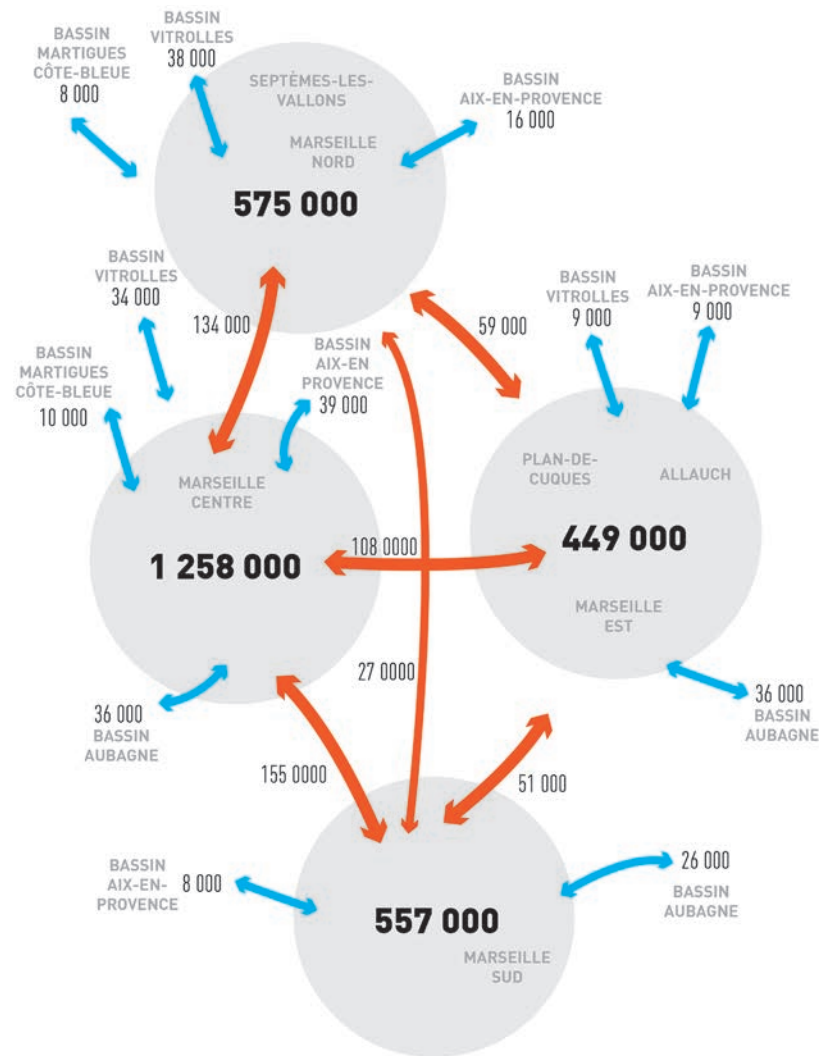 BASSIN
MARTIGUES
CÔTE-BLEUE
8 000
BASSIN
VITROLLES
38 000
SEPTÈMES-LES-
VALLONS
MARSEILLE
NORD
575 000
BASSIN
AIX-EN-PROVENCE
16 000
BASSIN
VITROLLES
34 000
134 000
59 000
BASSIN
VITROLLES
9 000
BASSIN
AIX-EN-PROVENCE
9 000
BASSIN
MARTIGUES
CÔTE-BLEUE
10 000
BASSIN
AIX-EN
PROVENCE
39 000
MARSEILLE
CENTRE
1 258 000
108 0000
PLAN-DE-
CUQUES
ALLAUCH
449 000
MARSEILLE
EST
27 0000
36 000
BASSIN
AUBAGNE
36 000
BASSIN
AUBAGNE
155 0000
51 000
BASSIN
AIX-EN-
PROVENCE
8 000
557 000
MARSEILLE
SUD
26 000
BASSIN
AUBAGNE